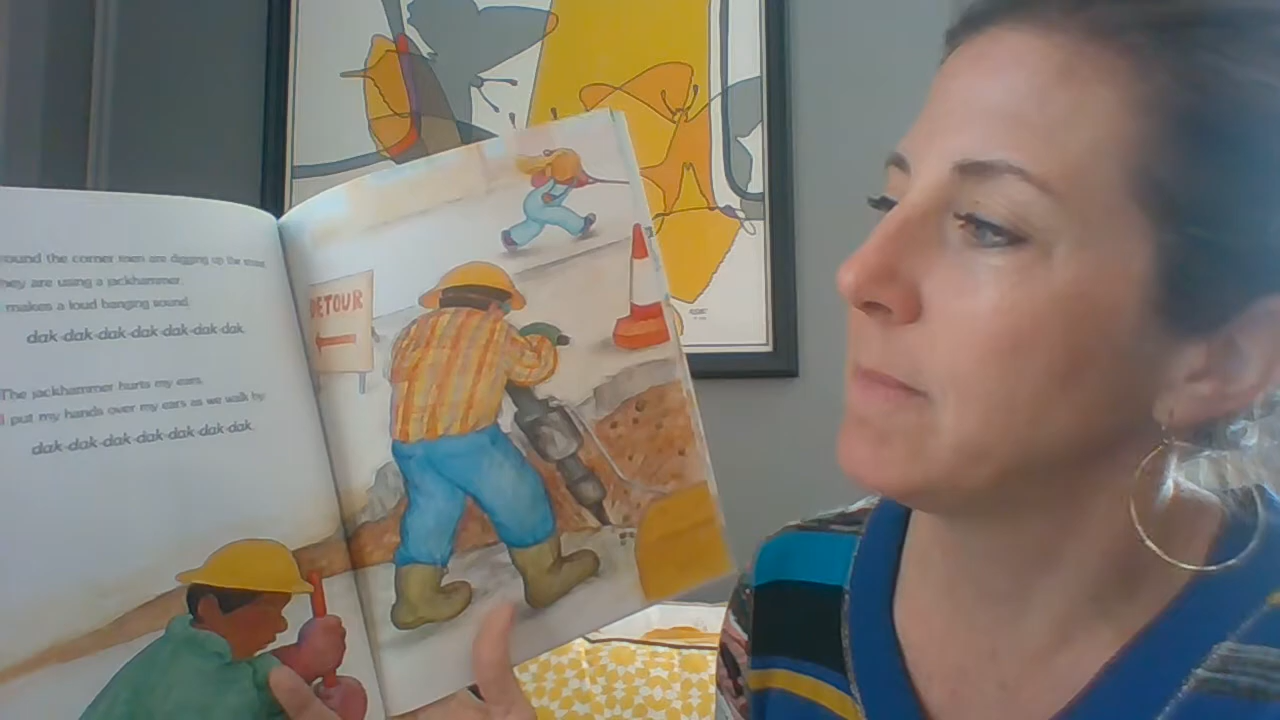 ound the corner men are digging up the street.
hey are using a jackhammer.
makes a loud banging sound.
dak-dak-dak-dak-dak-dak-dak.
The jackhammer hurts my ears.
I put my hands over my ears as we walk by.
dak-dak-dak-dak-dak-dak-dak.
DETOUR